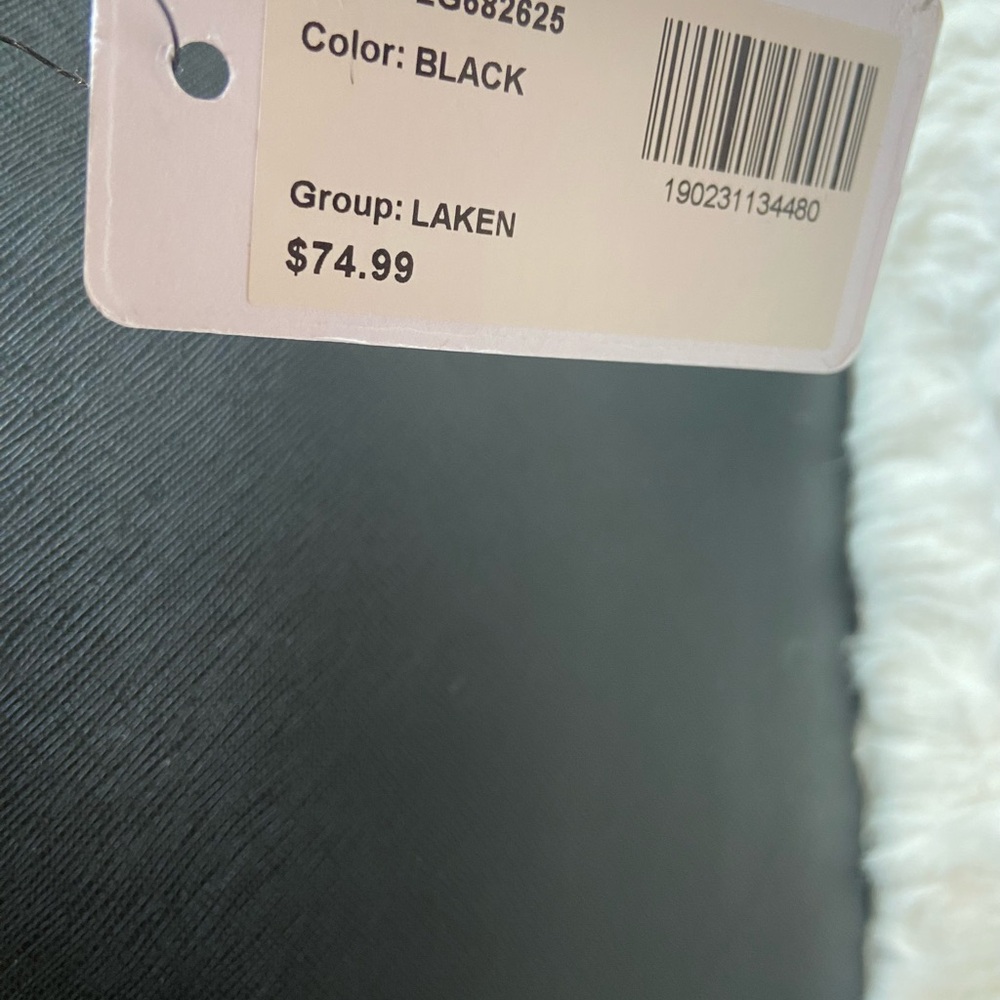 Color: BLACK
190231134480
Group: LAKEN
$74.99